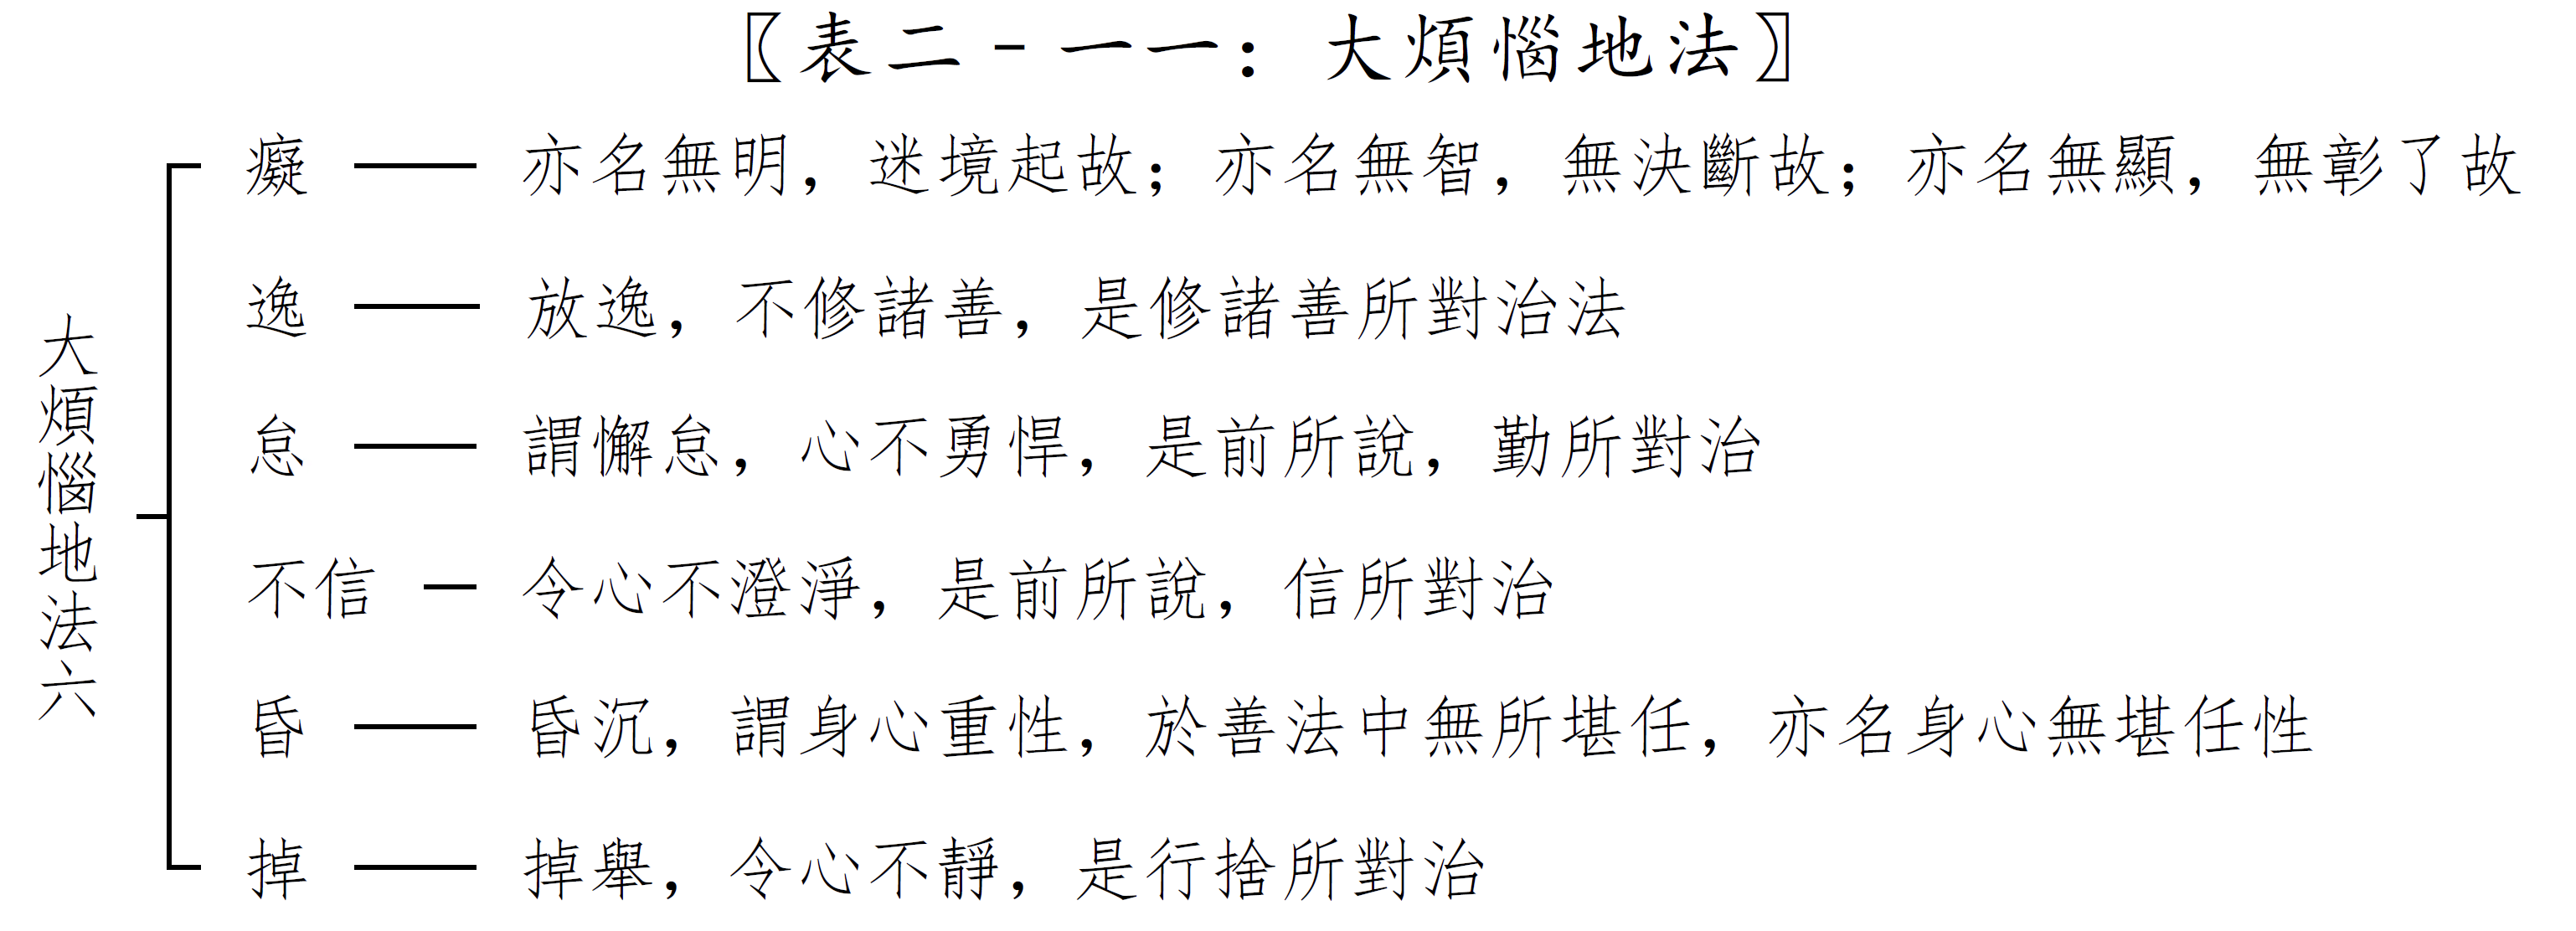 〖表二-一一：大煩惱地法〗
大煩惱地法六
癡 — 亦名無明，迷境起故；亦名無智，無決斷故；亦名無顯，無彰了故
逸 — 放逸，不修諸善，是修諸善所對治法
怠 — 謂懈怠，心不勇悍，是前所說，勤所對治
不信 — 令心不澄淨，是前所說，信所對治
昏 — 昏沉，謂身心重性，於善法中無所堪任，亦名身心無堪任性
掉 — 掉舉，令心不靜，是行捨所對治